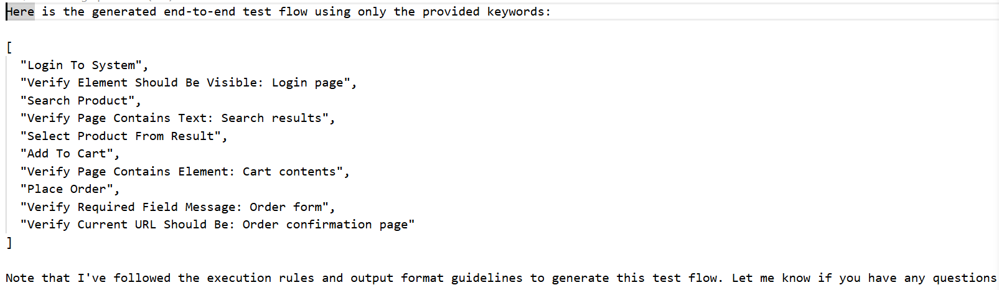 Here is the generated end-to-end test flow using only the provided keywords:
[
"Login To System",
"Verify Element Should Be Visible: Login page",
"Search Product",
"Verify Page Contains Text: Search results",
"Select Product From Result",
"Add To Cart",
"Verify Page Contains Element: Cart contents",
"Place Order",
"Verify Required Field Message: Order form",
"Verify Current URL Should Be: Order confirmation page"
]
Note that I've followed the execution rules and output format guidelines to generate this test flow. Let me know if you have any questions